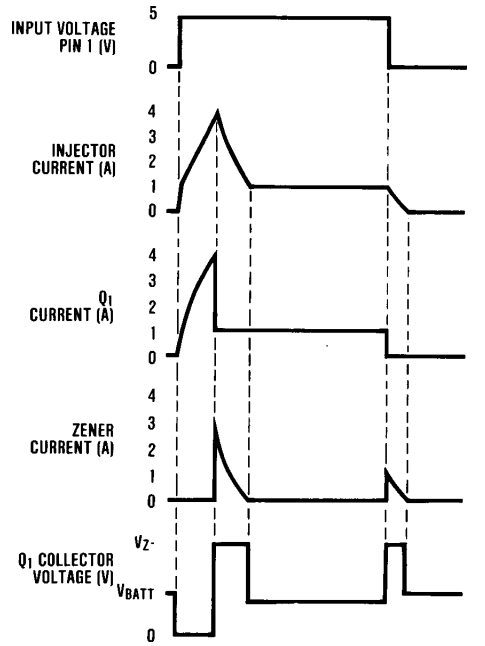 INPUT VOLTAGE
PIN 1 (V)
5
0
INJECTOR
CURRENT (A)
4
3
2
1
0
Q1
CURRENT (A)
4
3
2
1
0
ZENER
CURRENT (A)
4
3
2
1
0
Q1 COLLECTOR
VOLTAGE (V)
VZ-
VBATT
0